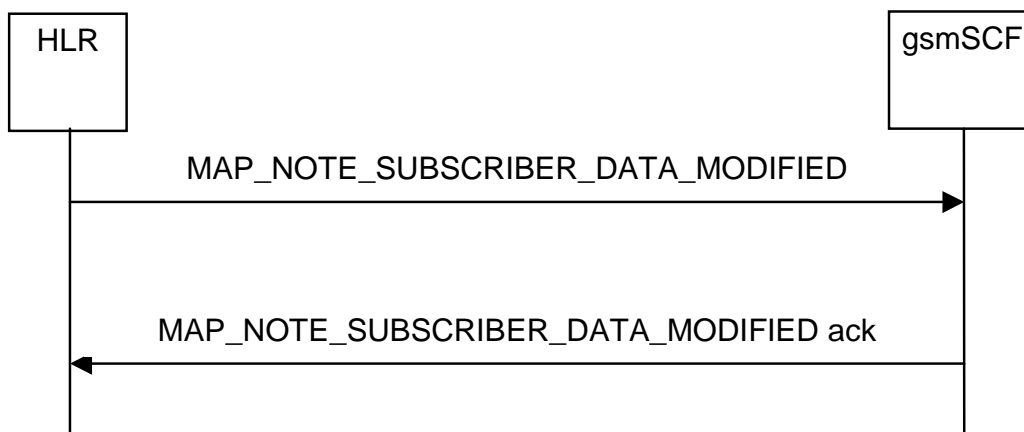 HLR
gsmSCF
MAP_NOTE_SUBSCRIBER_DATA_MODIFIED
MAP_NOTE_SUBSCRIBER_DATA_MODIFIED ack